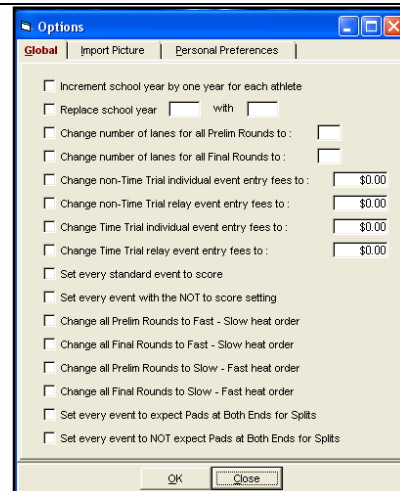 Options
Global Import Picture Personal Preferences
Increment school year by one year for each athlete
Replace school year with
Change number of lanes for all Prelim Rounds to :
Change number of lanes for all Final Rounds to :
Change non-Time Trial individual event entry fees to : $0.00
Change non-Time Trial relay event entry fees to : $0.00
Change Time Trial individual event entry fees to : $0.00
Change Time Trial relay event entry fees to : $0.00
Set every standard event to score
Set every event with the NOT to score setting
Change all Prelim Rounds to Fast - Slow heat order
Change all Final Rounds to Fast - Slow heat order
Change all Prelim Rounds to Slow - Fast heat order
Change all Final Rounds to Slow - Fast heat order
Set every event to expect Pads at Both Ends for Splits
Set every event to NOT expect Pads at Both Ends for Splits
OK Close